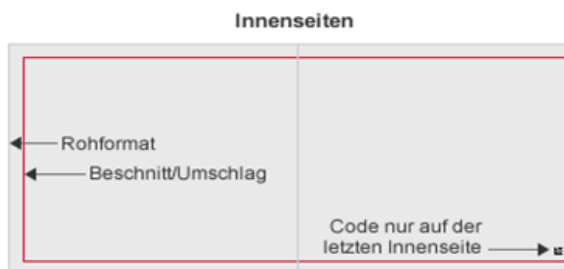 Innenseiten
Rohformat
Beschnitt/Umschlag
Code nur auf der
letzten Innenseite